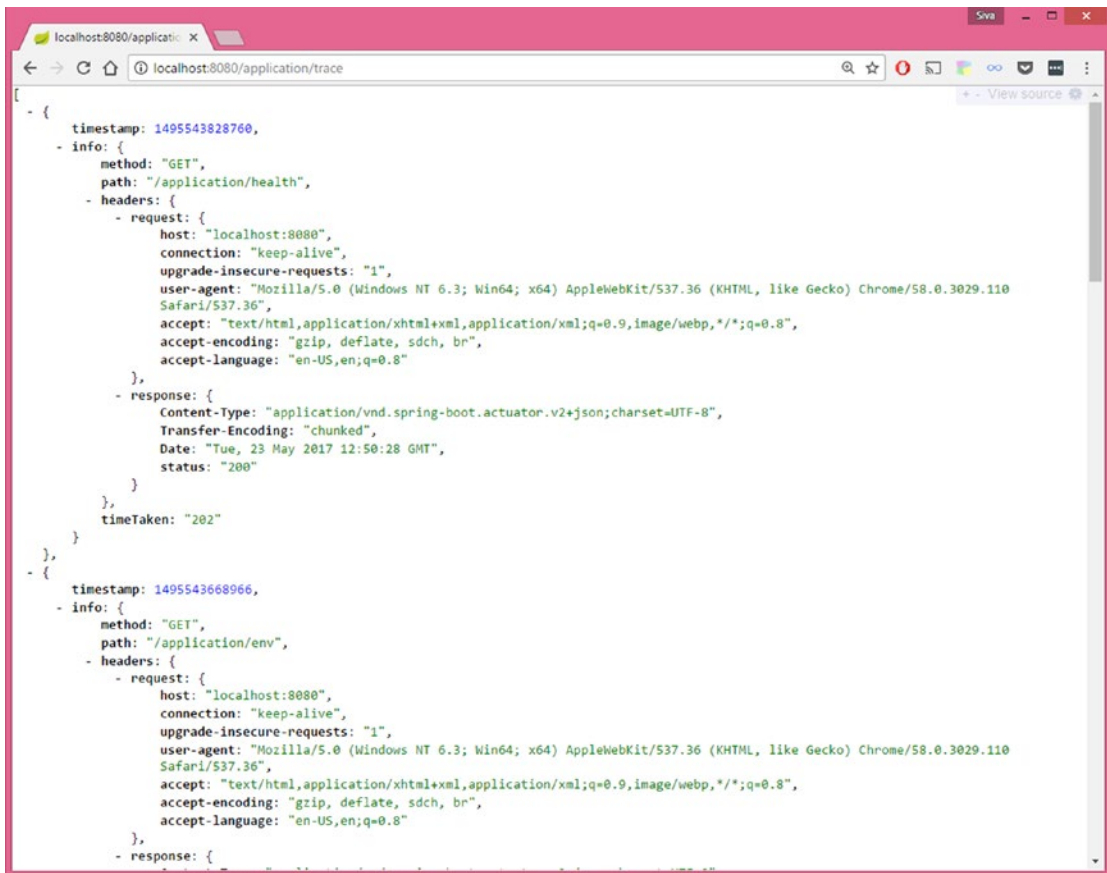 Siva
localhost:8080/applicatio
localhost:8080/application/trace
+ - View source
[
- {
timestamp: 1495543828760,
- info: {
method: "GET",
path: "/application/health",
- headers: {
- request: {
host: "localhost:8080",
connection: "keep-alive",
upgrade-insecure-requests: "1",
user-agent: "Mozilla/5.0 (Windows NT 6.3; Win64; x64) AppleWebKit/537.36 (KHTML, like Gecko) Chrome/58.0.3029.110
Safari/537.36",
accept: "text/html,application/xhtml+xml,application/xml;q=0.9,image/webp,*/*;q=0.8",
accept-encoding: "gzip, deflate, sdch, br",
accept-language: "en-US,en;q=0.8"
},
- response: {
Content-Type: "application/vnd.spring-boot.actuator.v2+json;charset=UTF-8",
Transfer-Encoding: "chunked",
Date: "Tue, 23 May 2017 12:50:28 GMT",
status: "200"
}
},
timeTaken: "202"
}
},
- {
timestamp: 1495543668966,
- info: {
method: "GET",
path: "/application/env",
- headers: {
- request: {
host: "localhost:8080",
connection: "keep-alive",
upgrade-insecure-requests: "1",
user-agent: "Mozilla/5.0 (Windows NT 6.3; Win64; x64) AppleWebKit/537.36 (KHTML, like Gecko) Chrome/58.0.3029.110
Safari/537.36",
accept: "text/html,application/xhtml+xml,application/xml;q=0.9,image/webp,*/*;q=0.8",
accept-encoding: "gzip, deflate, sdch, br",
accept-language: "en-US,en;q=0.8"
},
- response: {